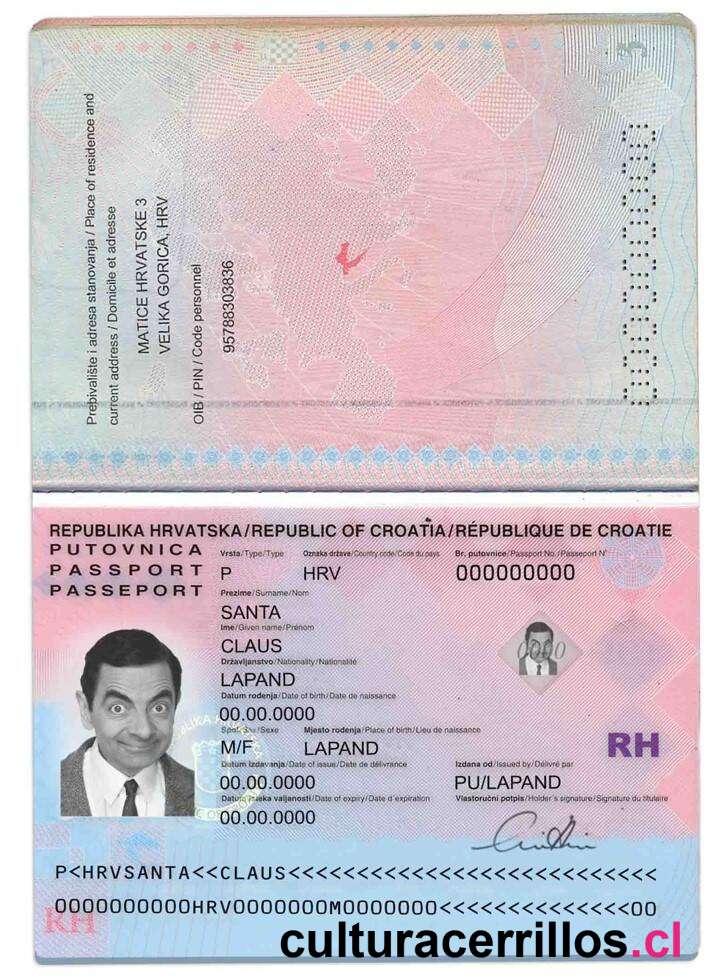 Prebivalište i adresa stanovanja / Place of residence and
current address / Domicile et adresse
MATICE HRVATSKE 3
VELIKA GORICA, HRV
OIB / PIN / Code personnel
95788303836
REPUBLIKA HRVATSKA/REPUBLIC OF CROATIA/RÉPUBLIQUE DE CROATIE
PUTOVNICA
PASSPORT
PASSEPORT
Vrsta/Type/Type Oznaka države/Country code/Code du pays Br. putovnice/Passport No./Passeport N°
P HRV 000000000
Prezime/Surname/Nom
SANTA
Ime/Given name/Prénom
CLAUS
Državljanstvo/Nationality/Nationalité
LAPAND
Datum rođenja/Date of birth/Date de naissance
00.00.0000
Spol/Sex/Sexe Mjesto rođenja/Place of birth/Lieu de naissance
M/F LAPAND
Datum izdavanja/Date of issue/Date de délivrance Izdana od/Issued by/Délivré par
00.00.0000 PU/LAPAND
Datum isteka valjanosti/Date of expiry/Date d'expiration Vlastoručni potpis/Holder's signature/Signature du titulaire
00.00.0000
0000
RH
P<HRVSANTA<<CLAUS<<<<<<<<<<<<<<<<<<<<<<<<<<<
0000000000HRV0000000M0000000<<<<<<<<<<<<<<00
RH
culturacerrillos.cl